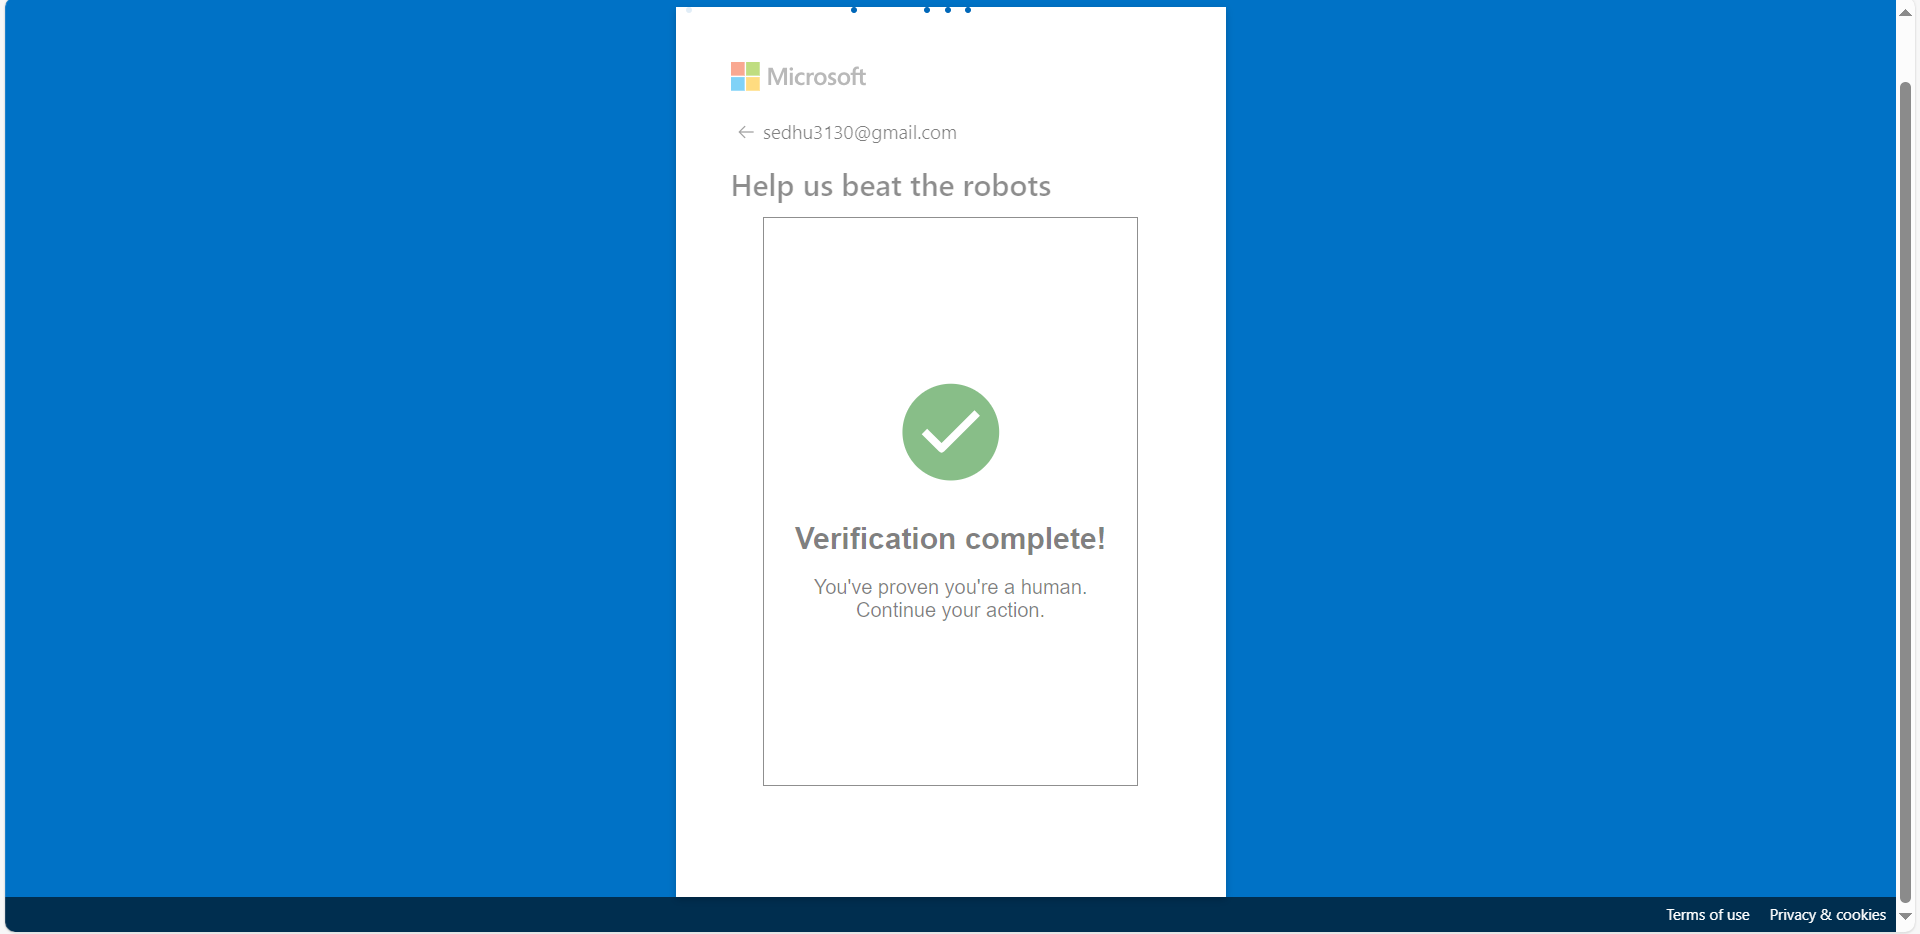 Microsoft
sedhu3130@gmail.com
Help us beat the robots
Verification complete!
You've proven you're a human.
Continue your action.
Terms of use Privacy & cookies